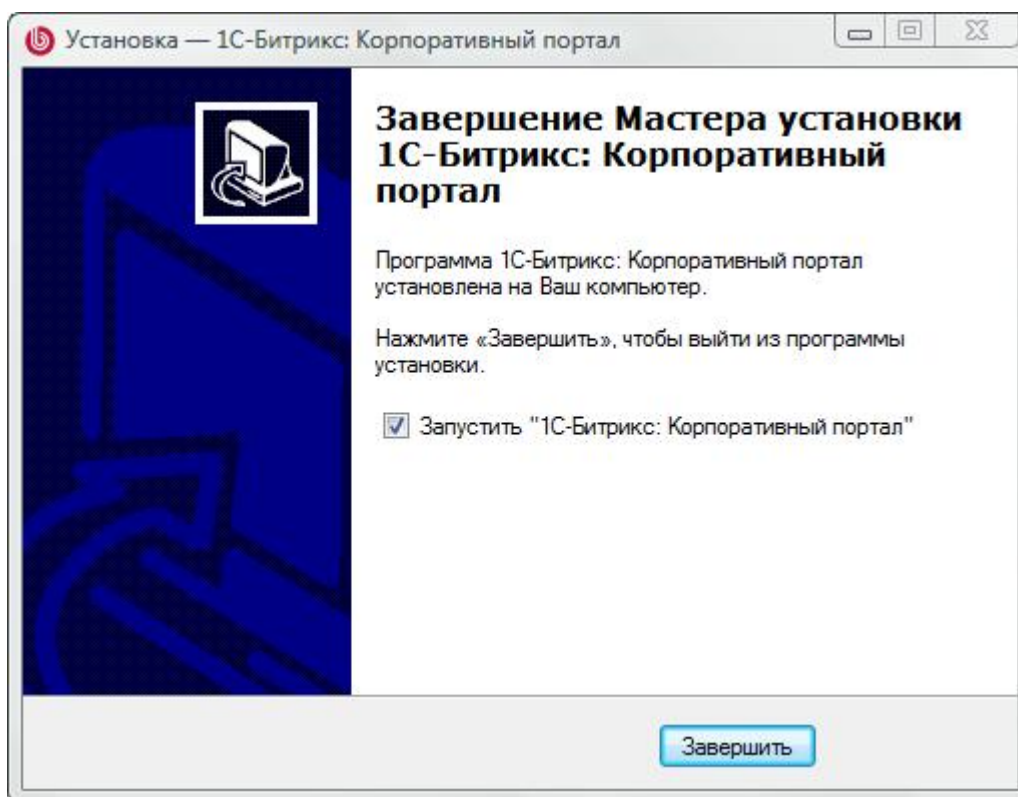 Установка — 1С-Битрикс: Корпоративный портал
Завершение Мастера установки
1С-Битрикс: Корпоративный
портал
Программа 1С-Битрикс: Корпоративный портал
установлена на Ваш компьютер.
Нажмите «Завершить», чтобы выйти из программы
установки.
Запустить "1С-Битрикс: Корпоративный портал"
Завершить